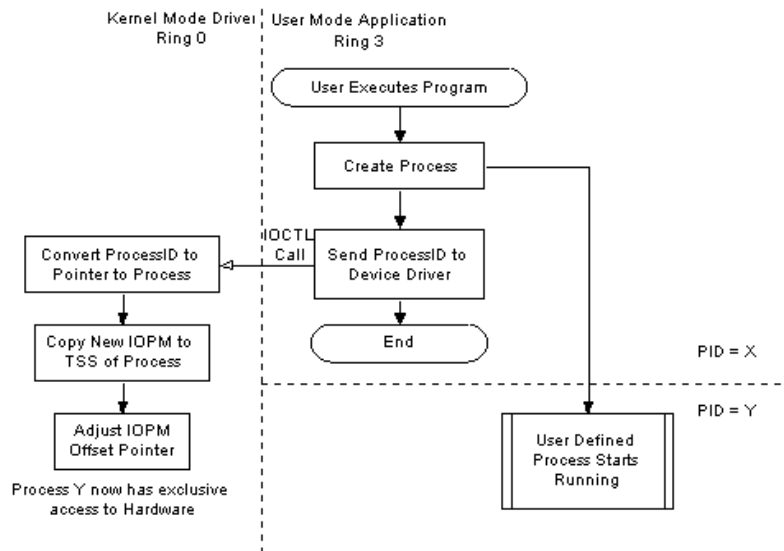 Kernel Mode Driver
Ring 0
User Mode Application
Ring 3
User Executes Program
Create Process
IOCTL
Call
Send ProcessID to
Device Driver
Convert ProcessID to
Pointer to Process
Copy New IOPM to
TSS of Process
End
PID = X
Adjust IOPM
Offset Pointer
PID = Y
User Defined
Process Starts
Running
Process Y now has exclusive
access to Hardware